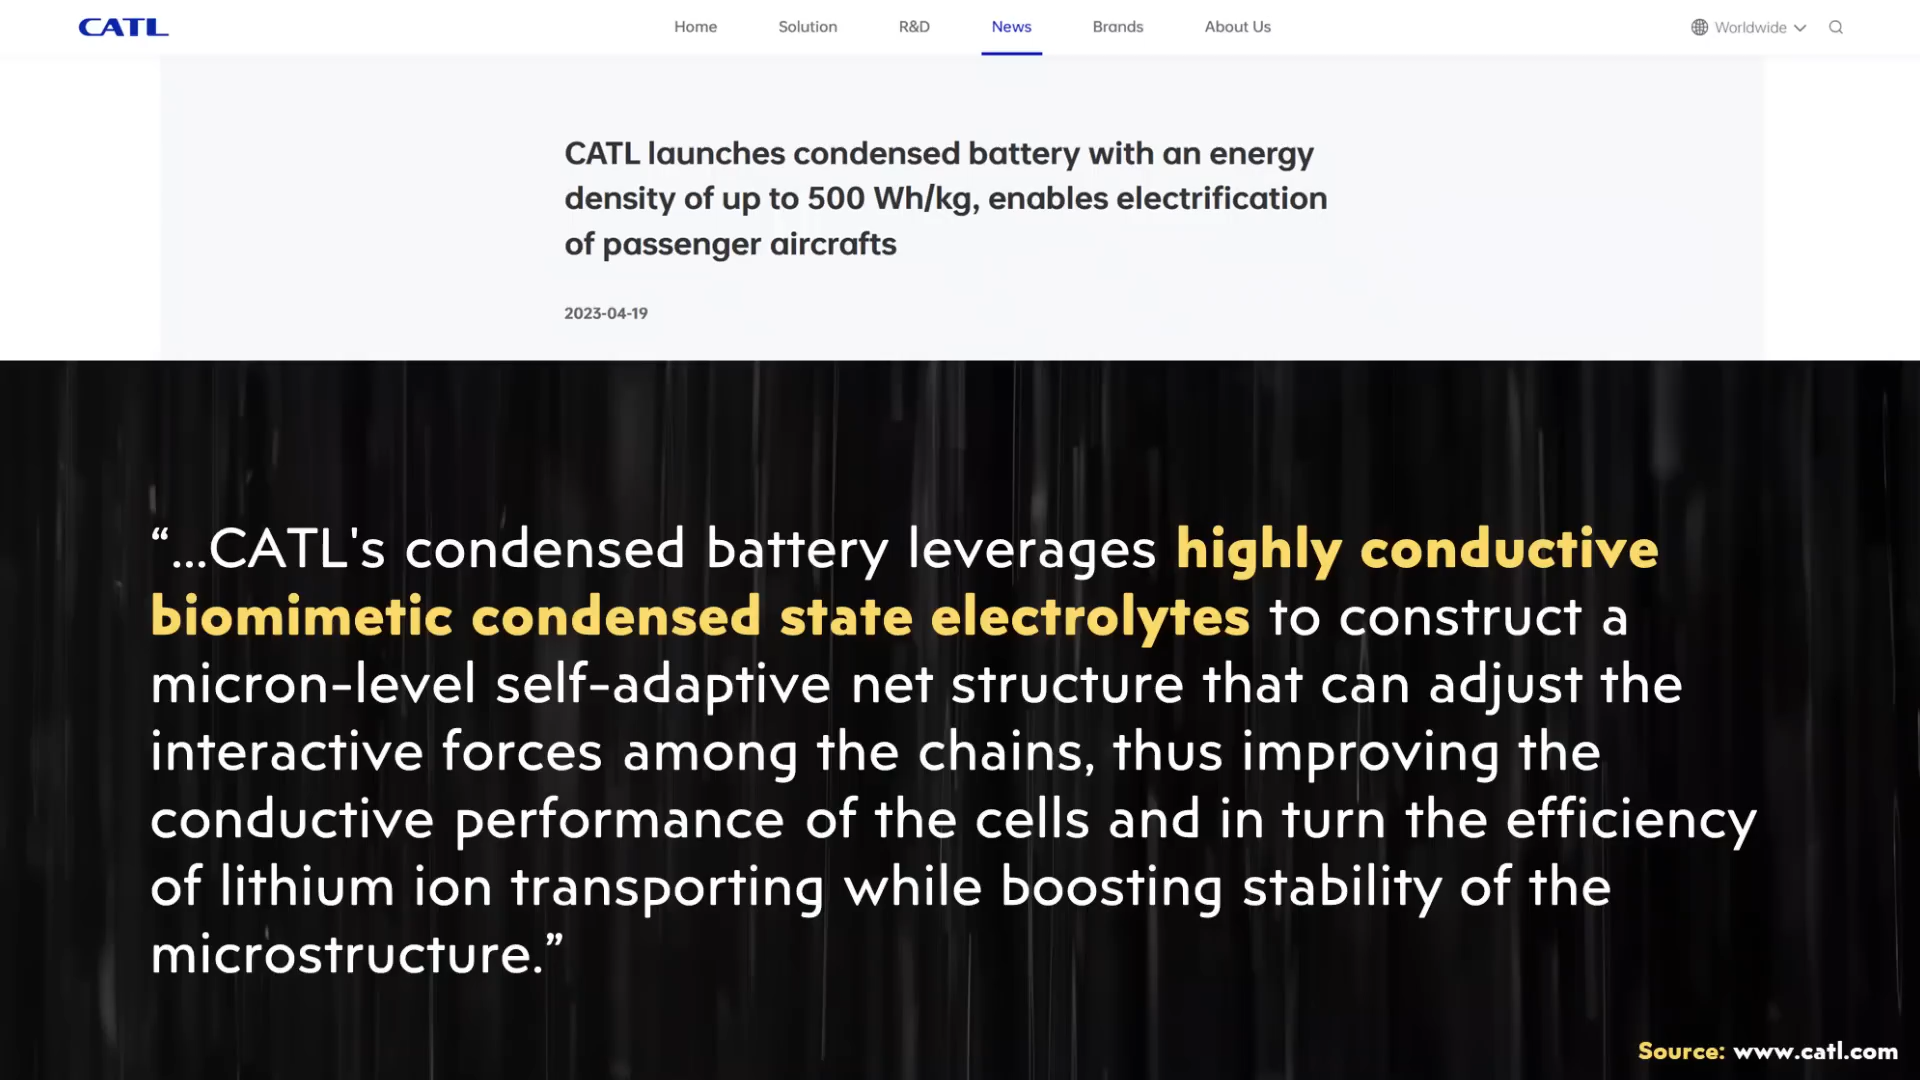 CATL
Home Solution R&D News Brands About Us
Worldwide
CATL launches condensed battery with an energy
density of up to 500 Wh/kg, enables electrification
of passenger aircrafts
2023-04-19
“...CATL's condensed battery leverages highly conductive
biomimetic condensed state electrolytes to construct a
micron-level self-adaptive net structure that can adjust the
interactive forces among the chains, thus improving the
conductive performance of the cells and in turn the efficiency
of lithium ion transporting while boosting stability of the
microstructure.”
Source: www.catl.com